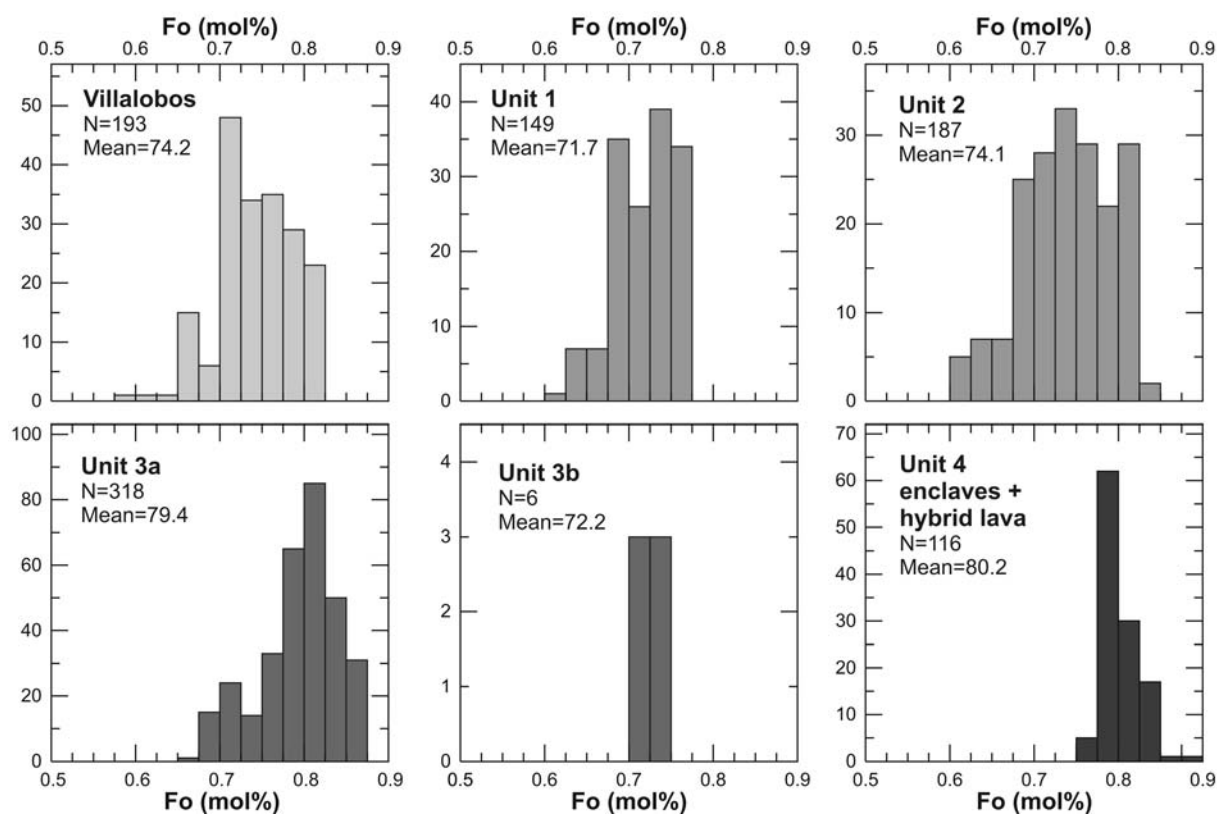 Fo (mol%) Fo (mol%) Fo (mol%)
0.5 0.6 0.7 0.8 0.9 0.5 0.6 0.7 0.8 0.9 0.5 0.6 0.7 0.8 0.9
Villalobos
N=193
Mean=74.2
50
40
30
20
10
0
Unit 1
N=149
Mean=71.7
40
30
20
10
0
Unit 2
N=187
Mean=74.1
30
20
10
0
Unit 3a
N=318
Mean=79.4
100
80
60
40
20
0
Unit 3b
N=6
Mean=72.2
4
3
2
1
0
Unit 4
enclaves +
hybrid lava
N=116
Mean=80.2
70
60
50
40
30
20
10
0
0.5 0.6 0.7 0.8 0.9 0.5 0.6 0.7 0.8 0.9 0.5 0.6 0.7 0.8 0.9
Fo (mol%) Fo (mol%) Fo (mol%)